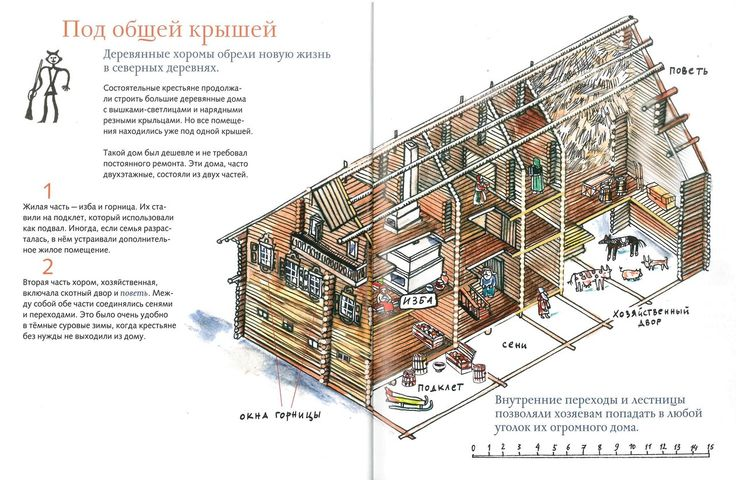 Под общей крышей
Деревянные хоромы обрели новую жизнь
в северных деревнях.
Состоятельные крестьяне продолжа-
ли строить большие деревянные дома
с вышками-светлицами и нарядными
резными крыльцами. Но все помеще-
ния находились уже под одной крышей.
Такой дом был дешевле и не требовал
постоянного ремонта. Эти дома, часто
двухэтажные, состояли из двух частей.
1
Жилая часть — изба и горница. Их ста-
вили на подклет, который использовали
как подвал. Иногда, если семья разрас-
талась, в нём устраивали дополнитель-
ное жилое помещение.
2
Вторая часть хором, хозяйственная,
включала скотный двор и поветь. Меж-
ду собой обе части соединялись сенями
и переходами. Это было очень удобно
в тёмные суровые зимы, когда крестьяне
без нужды не выходили из дому.
ПОВЕТЬ
ИЗБА
ХОЗЯЙСТВЕННЫЙ
ДВОР
СЕНИ
ПОДКЛЕТ
ОКНА ГОРНИЦЫ
Внутренние переходы и лестницы
позволяли хозяевам попадать в любой
уголок их огромного дома.
0 1 2 3 4 5 6 7 8 9 10 11 12 13 14 15